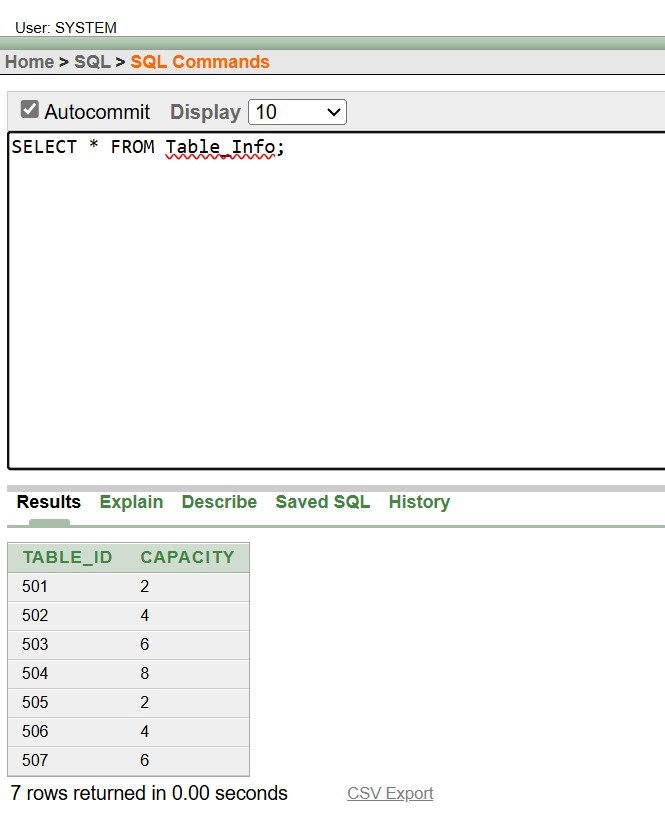 User: SYSTEM
Home > SQL > SQL Commands
Autocommit Display 10
SELECT * FROM Table_Info;
Results Explain Describe Saved SQL History
TABLE_ID CAPACITY
501 2
502 4
503 6
504 8
505 2
506 4
507 6
7 rows returned in 0.00 seconds CSV Export